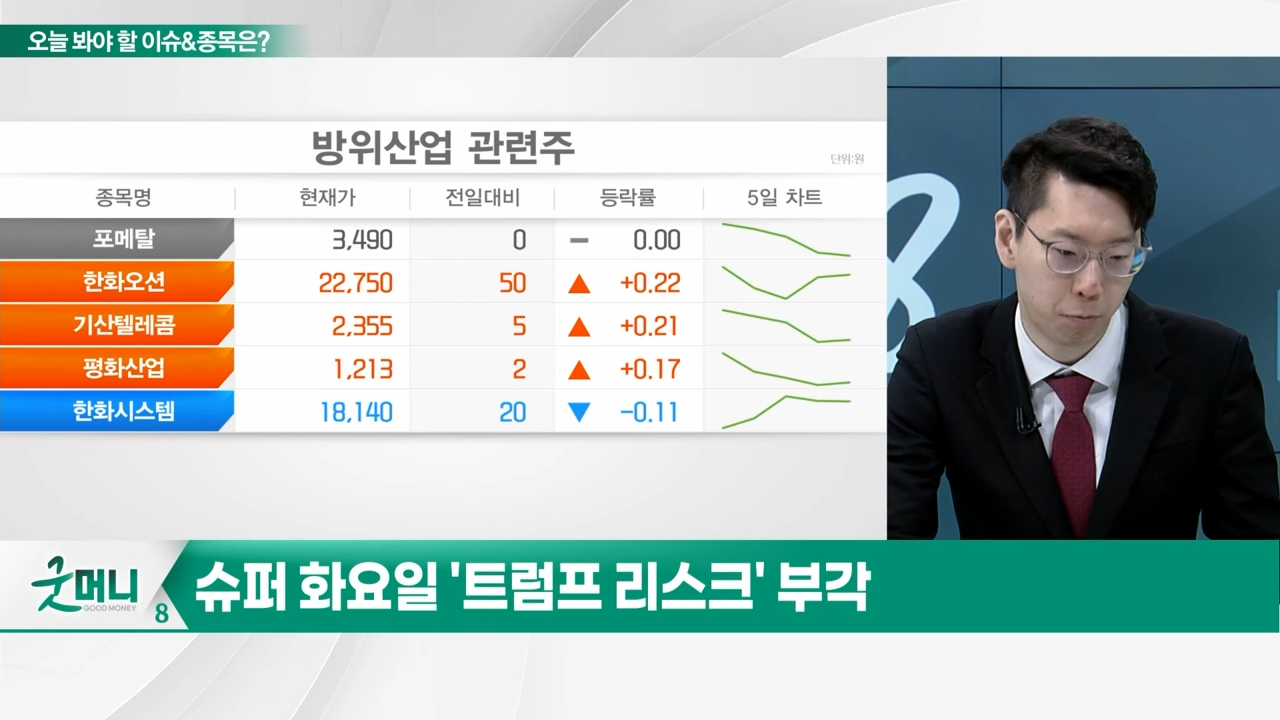 오늘 봐야 할 이슈&종목은?
방위산업 관련주
단위:원
종목명 현재가 전일대비 등락률 5일 차트
포메탈 3,490 0 0.00
한화오션 22,750 50 ▲ +0.22
기산텔레콤 2,355 5 ▲ +0.21
평화산업 1,213 2 ▲ +0.17
한화시스템 18,140 20 ▼ -0.11
굿머니
GOOD MONEY
8
슈퍼 화요일 '트럼프 리스크' 부각